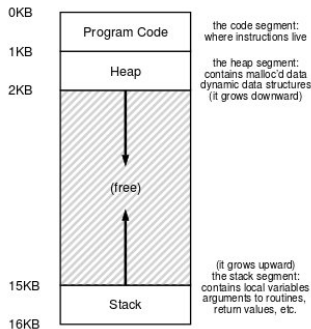 0KB
Program Code
the code segment:
where instructions live
1KB
Heap
the heap segment:
contains malloc'd data
dynamic data structures
(it grows downward)
2KB
(free)
(it grows upward)
the stack segment:
contains local variables
arguments to routines,
return values, etc.
15KB
Stack
16KB